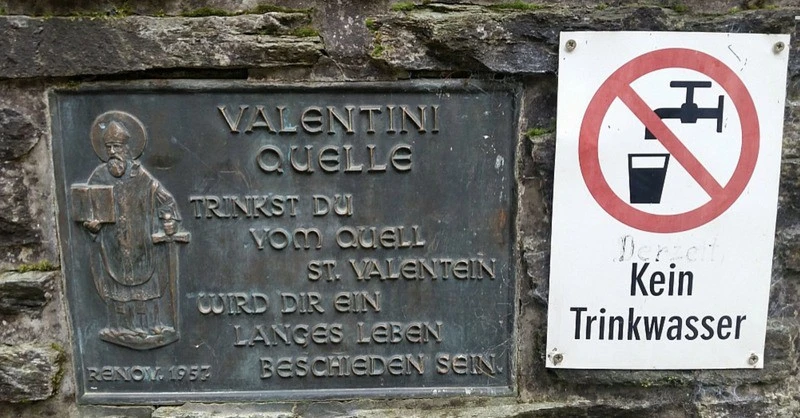 VALENTINI
QUELLE
TRINKST DU
VOM QUELL
ST. VALENTEIN
WIRD DIR EIN
LANGES LEBEN
BESCHIEDEN SEIN.
RENOV. 1957
Derzeit
Kein
Trinkwasser